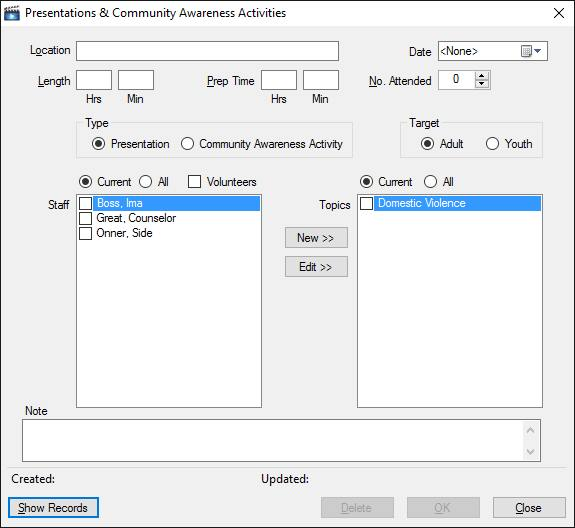 Presentations & Community Awareness Activities
Location Date <None>
Length Prep Time No. Attended 0
Hrs Min Hrs Min
Type Target
Presentation Community Awareness Activity Adult Youth
Current All Volunteers Current All
Staff Boss, Ima Topics Domestic Violence
Great, Counselor
Onner, Side
New >>
Edit >>
Note
Created: Updated:
Show Records Delete OK Close